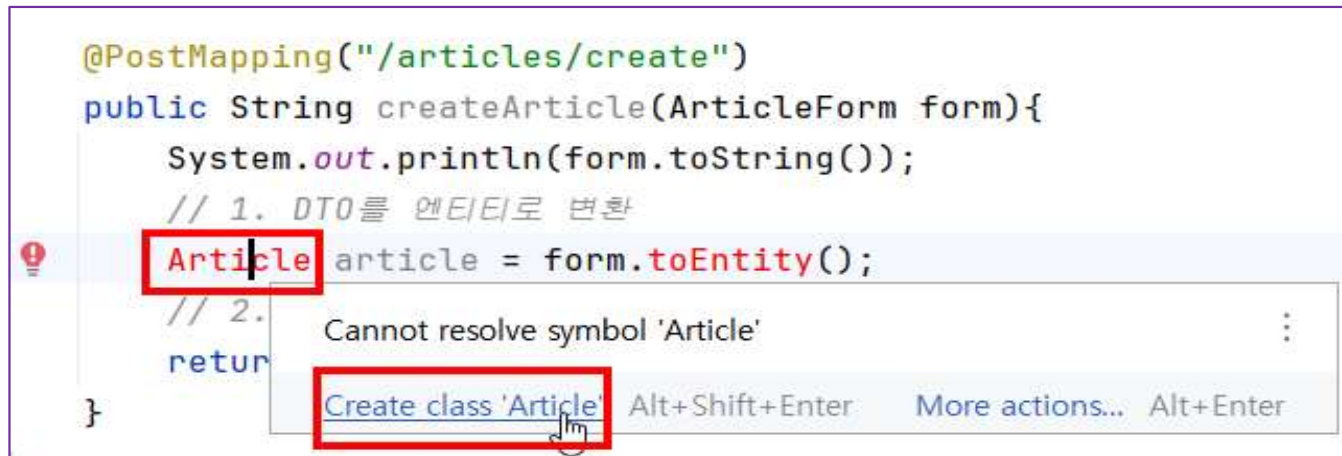 @PostMapping("/articles/create")
public String createArticle(ArticleForm form){
System.out.println(form.toString());
// 1. DTO를 엔티티로 변환
Article article = form.toEntity();
// 2.
Cannot resolve symbol 'Article'
retur
Create class 'Article' Alt+Shift+Enter More actions... Alt+Enter
}